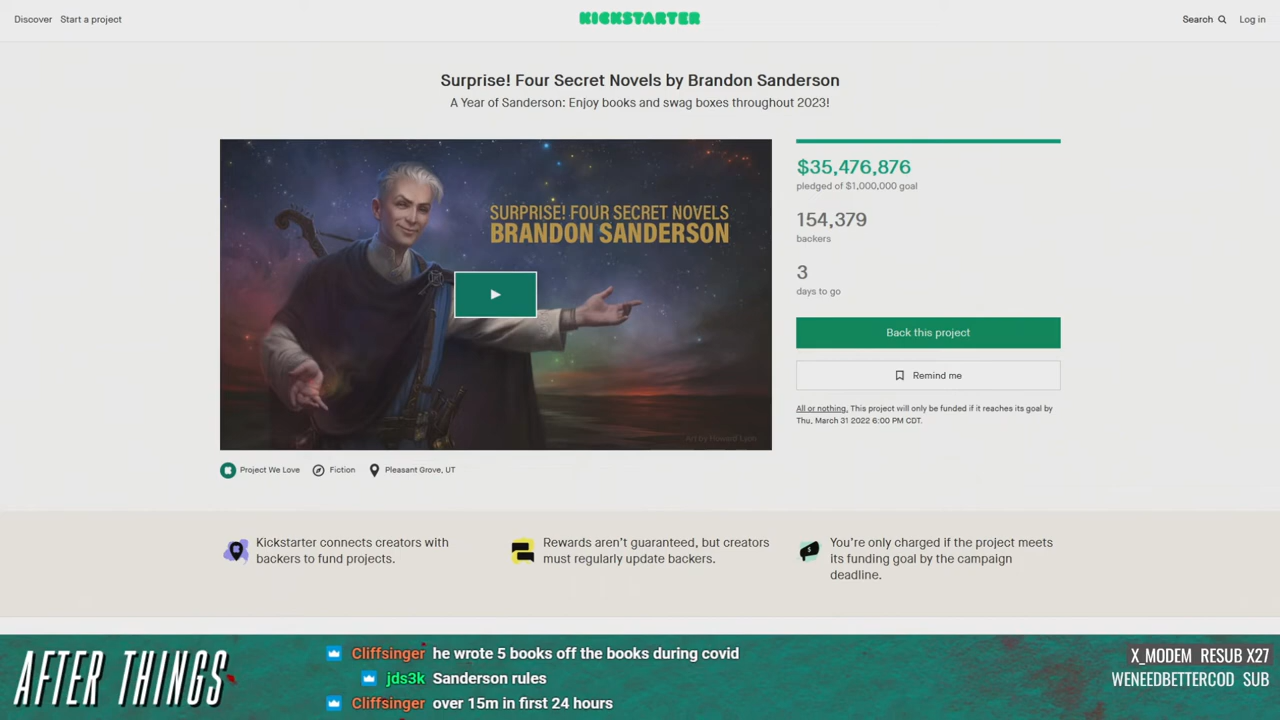 Discover Start a project KICKSTARTER Search Log in
Surprise! Four Secret Novels by Brandon Sanderson
A Year of Sanderson: Enjoy books and swag boxes throughout 2023!
SURPRISE! FOUR SECRET NOVELS
BRANDON SANDERSON
Art by Howard Lyon
Project We Love Fiction Pleasant Grove, UT
$35,476,876
pledged of $1,000,000 goal
154,379
backers
3
days to go
Back this project
Remind me
All or nothing. This project will only be funded if it reaches its goal by
Thu, March 31 2022 6:00 PM CDT.
Kickstarter connects creators with
backers to fund projects.
Rewards aren't guaranteed, but creators
must regularly update backers.
You're only charged if the project meets
its funding goal by the campaign
deadline.
AFTER THINGS
Cliffsinger he wrote 5 books off the books during covid
jds3k Sanderson rules
Cliffsinger over 15m in first 24 hours
X_MODEM RESUB X27
WENEEDBETTERCOD SUB